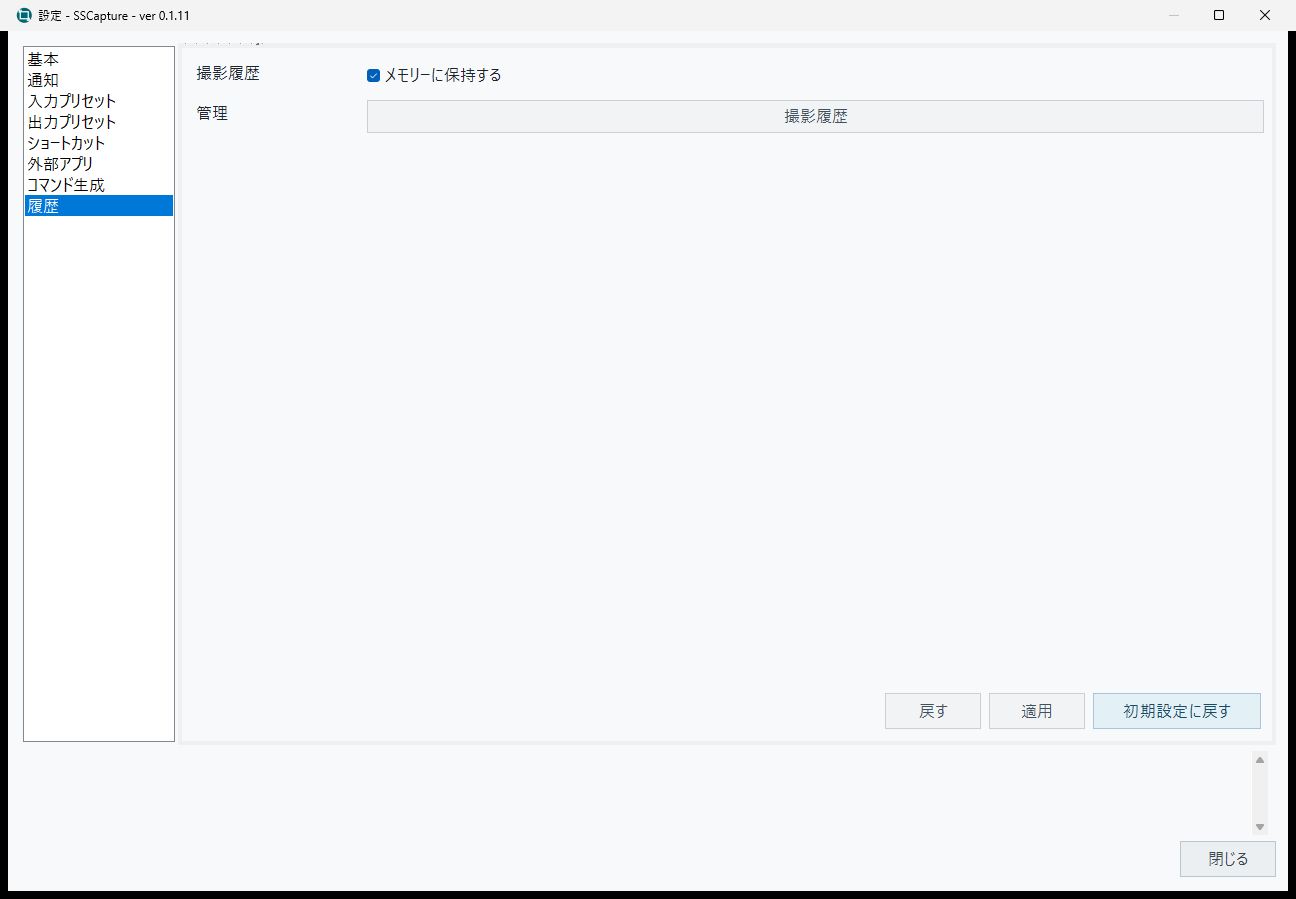 設定 - SSCapture - ver 0.1.11
基本
通知
入力プリセット
出力プリセット
ショートカット
外部アプリ
コマンド生成
履歴
撮影履歴
メモリーに保持する
管理
撮影履歴
戻す
適用
初期設定に戻す
閉じる